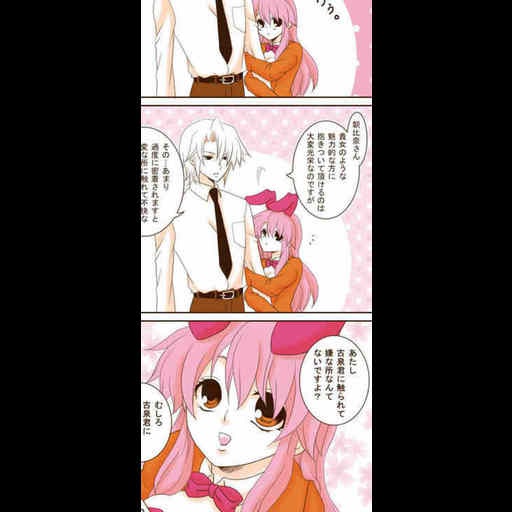 朝比奈さん
貴女のような
魅力的な方に
抱きついて頂けるのは
大変光栄なのですが
その…あまり
過度に密着されますと
変な所に触れて不快な
あたし
古泉君に触られて
嫌な所なんて
ないですよ？
むしろ
古泉君に